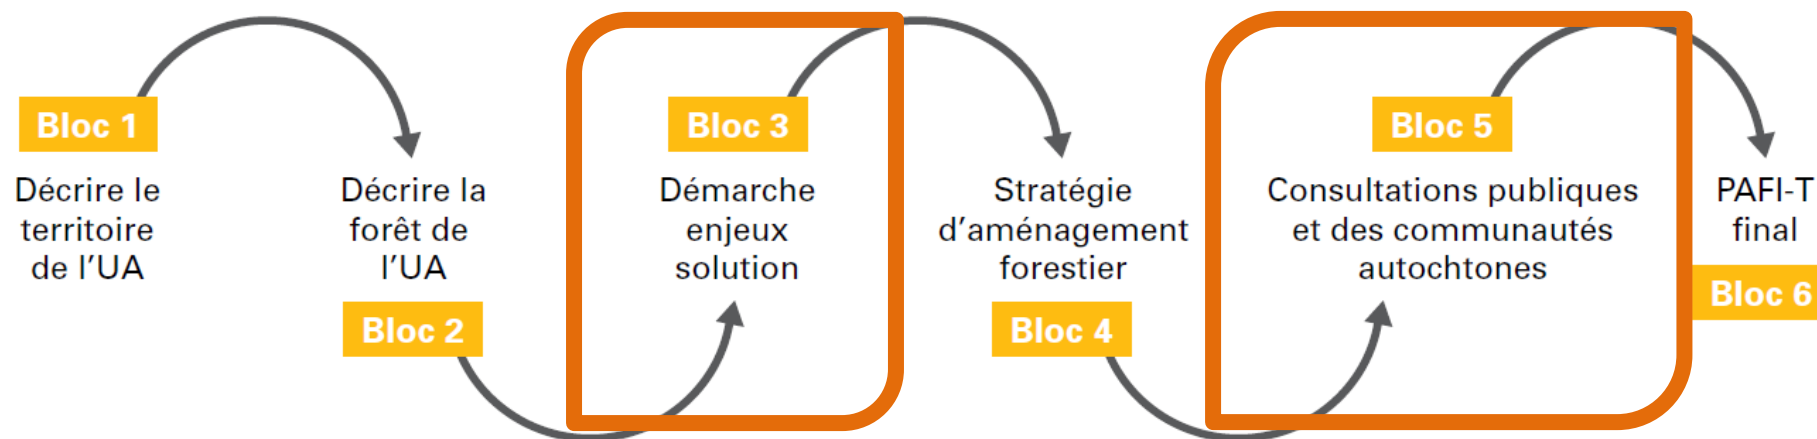 Bloc 1
Décrire le
territoire
de l’UA
Décrire la
forêt de
l’UA
Bloc 2
Bloc 3
Démarche
enjeux
solution
Stratégie
d’aménagement
forestier
Bloc 4
Bloc 5
Consultations publiques
et des communautés
autochtones
PAFI-T
final
Bloc 6